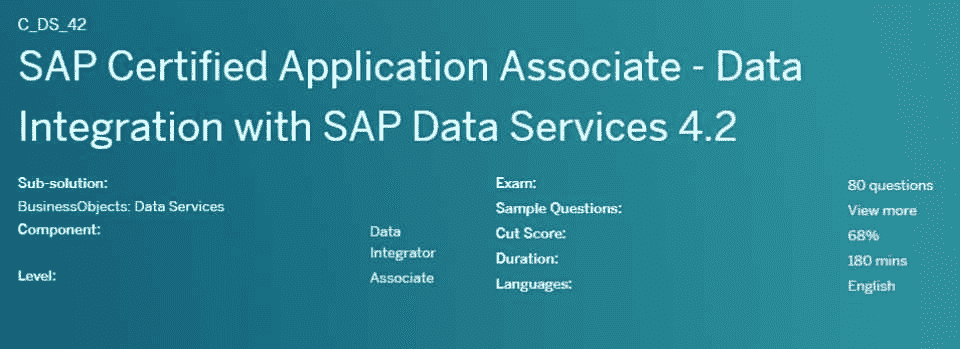 C_DS_42
SAP Certified Application Associate - Data
Integration with SAP Data Services 4.2
Sub-solution:
BusinessObjects: Data Services
Component: Data
Integrator
Level: Associate
Exam: 80 questions
Sample Questions: View more
Cut Score: 68%
Duration: 180 mins
Languages: English